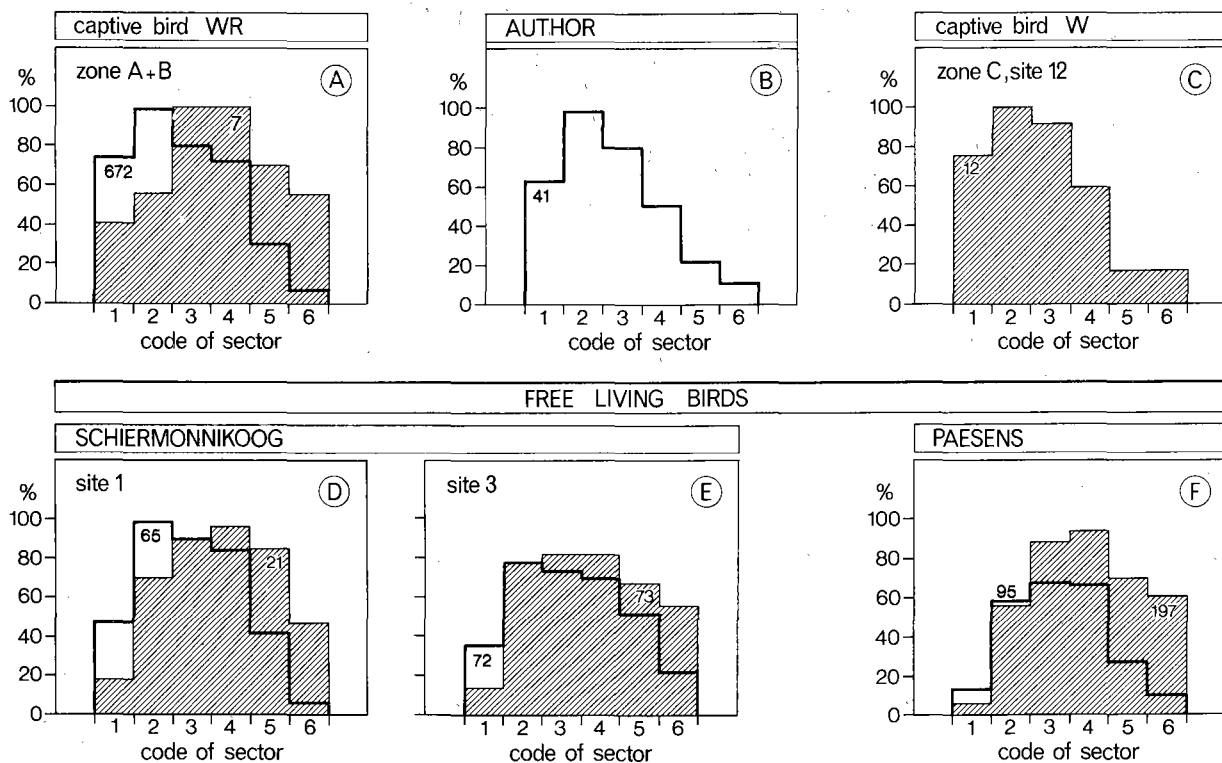 captive bird WR
AUTHOR
captive bird W
zone A+B
A
B
zone C, site 12
C
%
100
80
60
40
20
0
672
7
1 2 3 4 5 6
code of sector
100
80
60
40
20
0
41
1 2 3 4 5 6
code of sector
%
100
80
60
40
20
0
12
1 2 3 4 5 6
code of sector
FREE LIVING BIRDS
SCHIERMONNIKOOG
PAESENS
site 1
D
site 3
E
F
%
100
80
60
40
20
0
65
21
1 2 3 4 5 6
code of sector
72
73
1 2 3 4 5 6
code of sector
%
100
80
60
40
20
0
95
197
1 2 3 4 5 6
code of sector